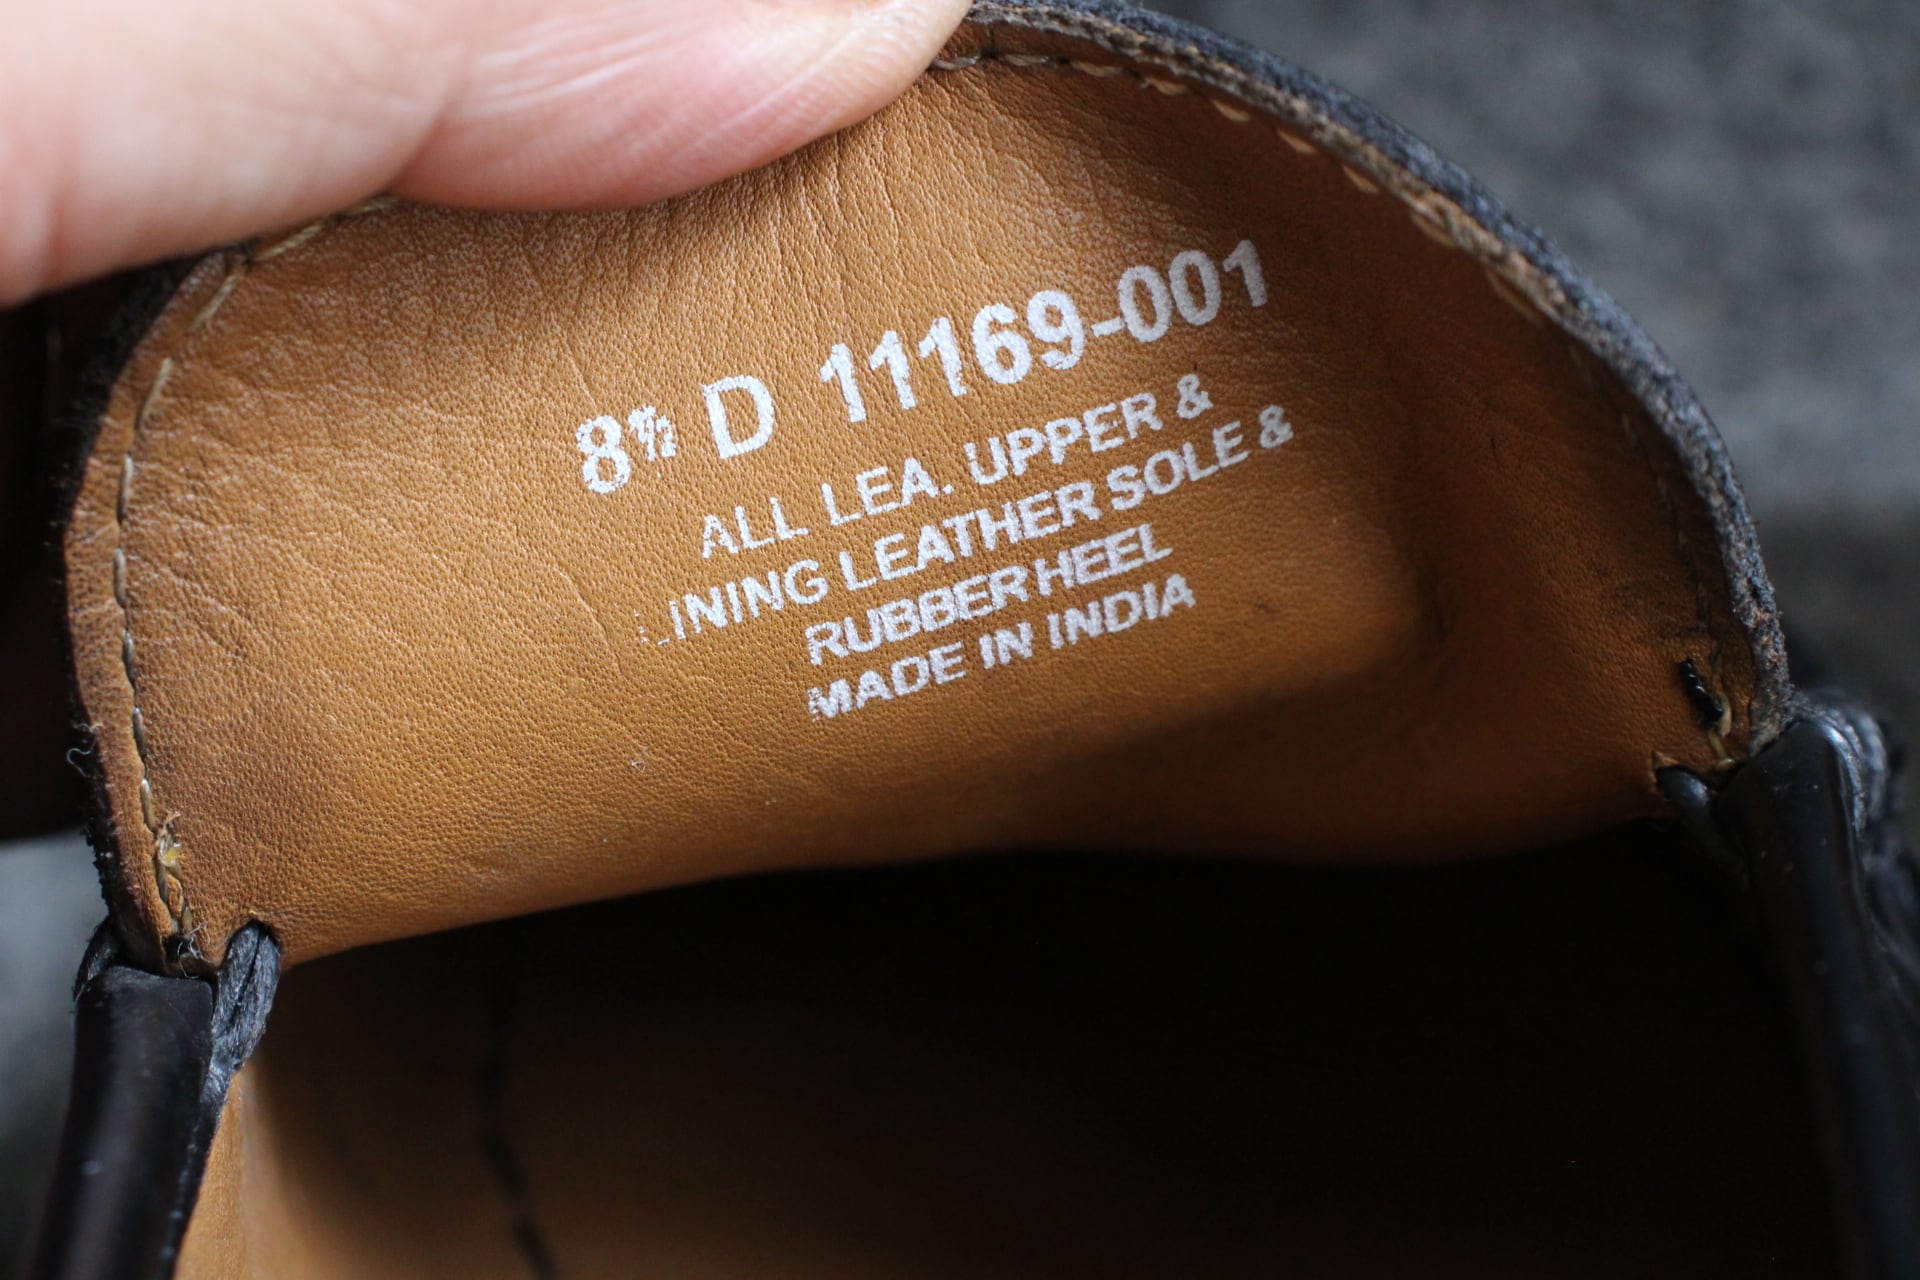 8½ D 11169-001
ALL LEA. UPPER &
LINING LEATHER SOLE &
RUBBER HEEL
MADE IN INDIA